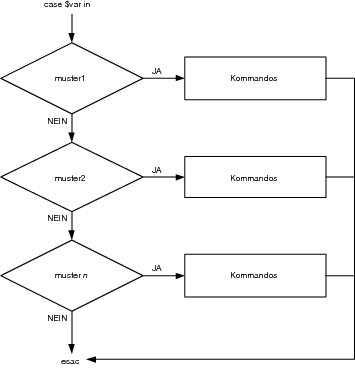 case $var in
muster1 JA Kommandos
NEIN
muster2 JA Kommandos
NEIN
muster n JA Kommandos
NEIN
esac